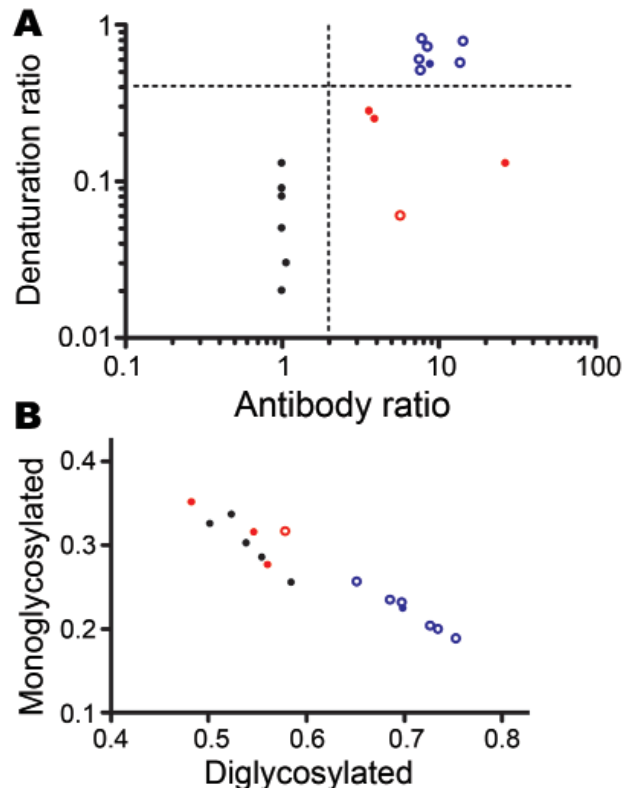 A
Denaturation ratio
1
0.1
0.01
0.1 1 10 100
Antibody ratio
B
Monoglycosylated
0.4
0.3
0.2
0.1
0.4 0.5 0.6 0.7 0.8
Diglycosylated